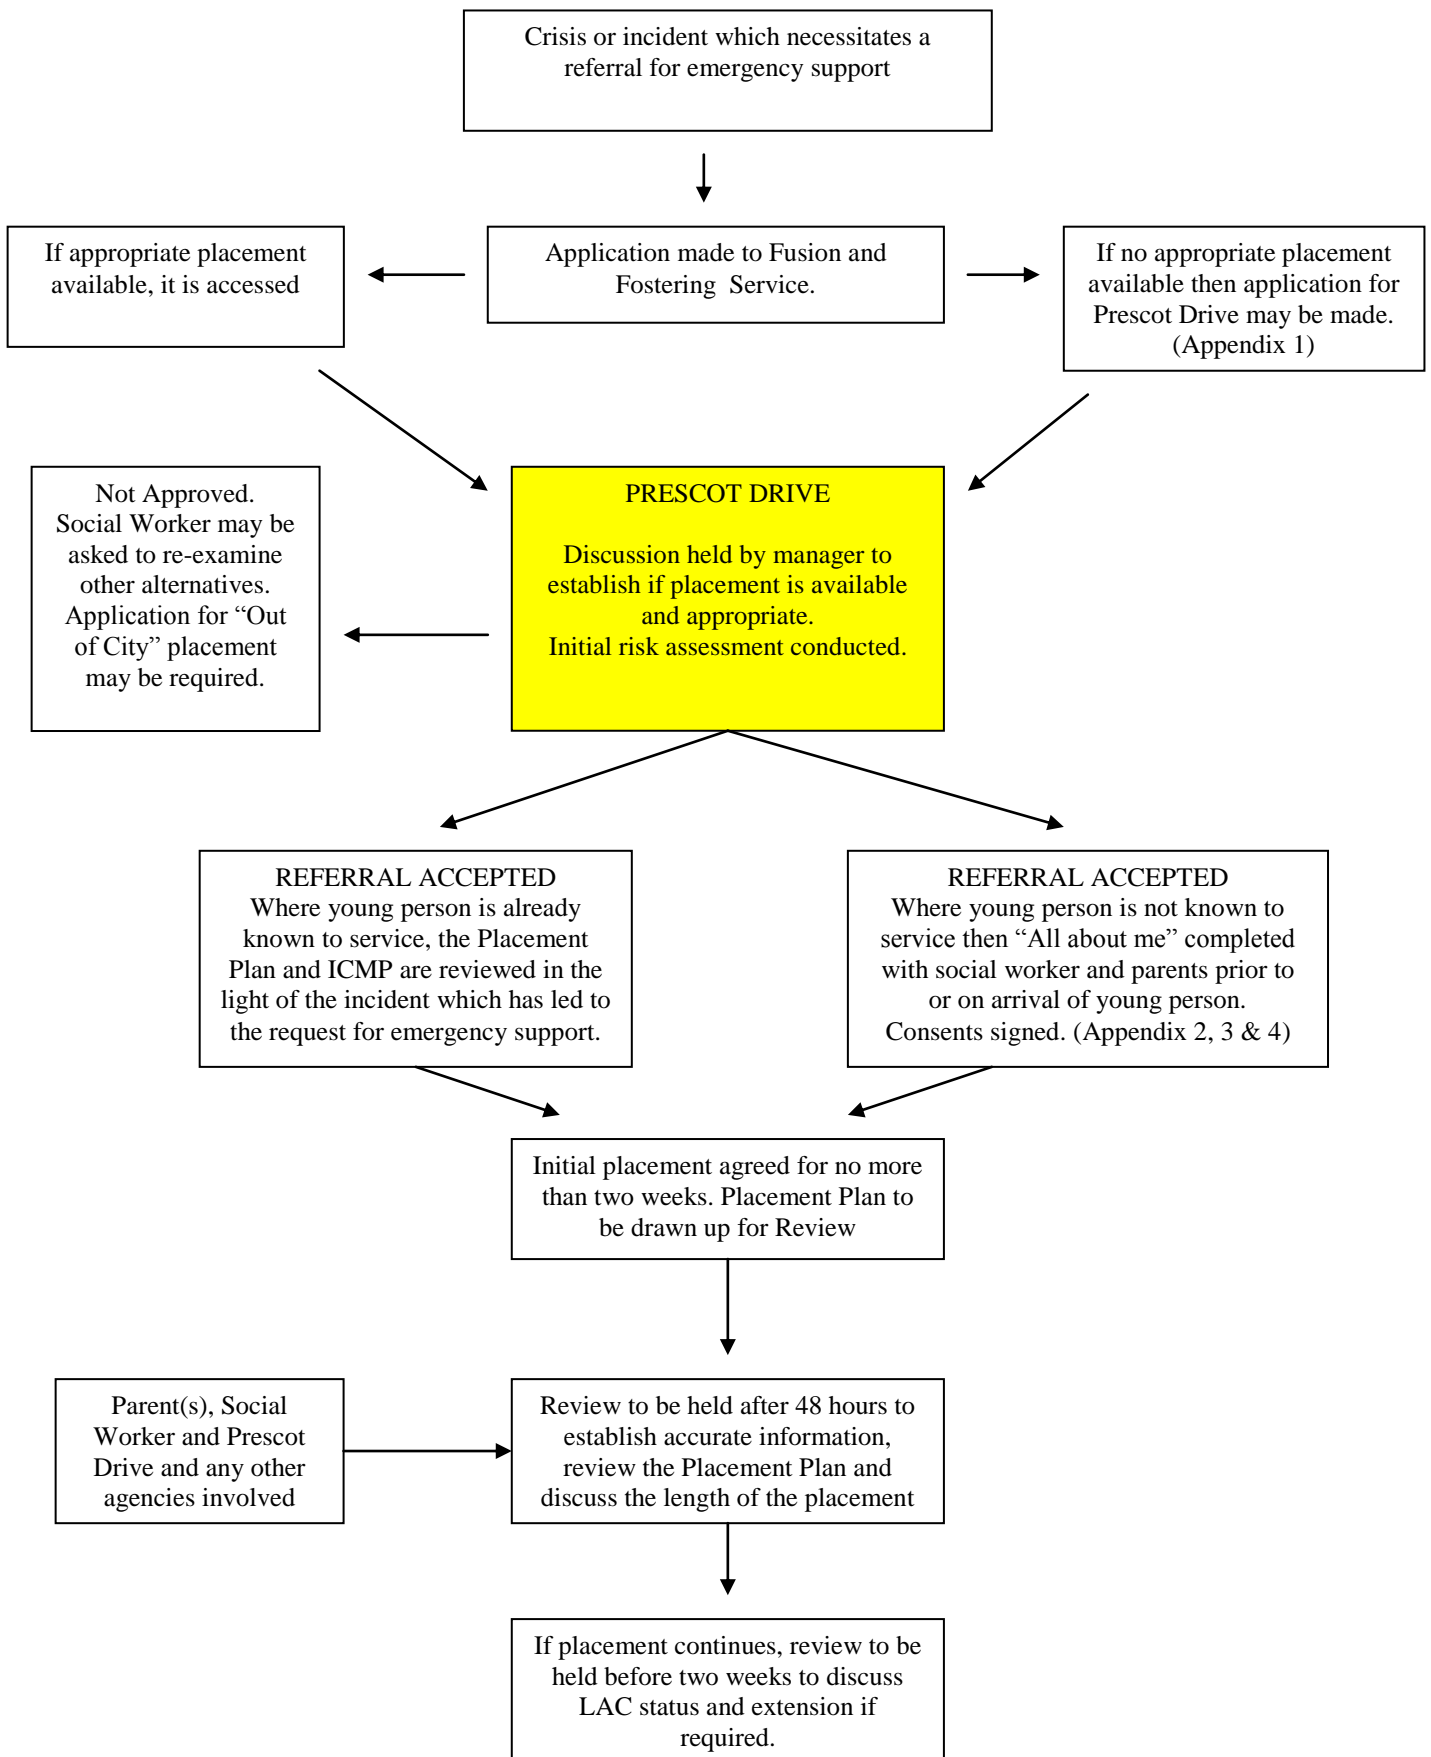 Crisis or incident which necessitates a
referral for emergency support
If appropriate placement
available, it is accessed
Application made to Fusion and
Fostering  Service.
If no appropriate placement
available then application for
Prescot Drive may be made.
(Appendix 1)
Not Approved.
Social Worker may be
asked to re-examine
other alternatives.
Application for “Out
of City” placement
may be required.
PRESCOT DRIVE
Discussion held by manager to
establish if placement is available
and appropriate.
Initial risk assessment conducted.
REFERRAL ACCEPTED
Where young person is already
known to service, the Placement
Plan and ICMP are reviewed in the
light of the incident which has led to
the request for emergency support.
REFERRAL ACCEPTED
Where young person is not known to
service then “All about me” completed
with social worker and parents prior to
or on arrival of young person.
Consents signed. (Appendix 2, 3 & 4)
Initial placement agreed for no more
than two weeks. Placement Plan to
be drawn up for Review
Parent(s), Social
Worker and Prescot
Drive and any other
agencies involved
Review to be held after 48 hours to
establish accurate information,
review the Placement Plan and
discuss the length of the placement
If placement continues, review to be
held before two weeks to discuss
LAC status and extension if
required.